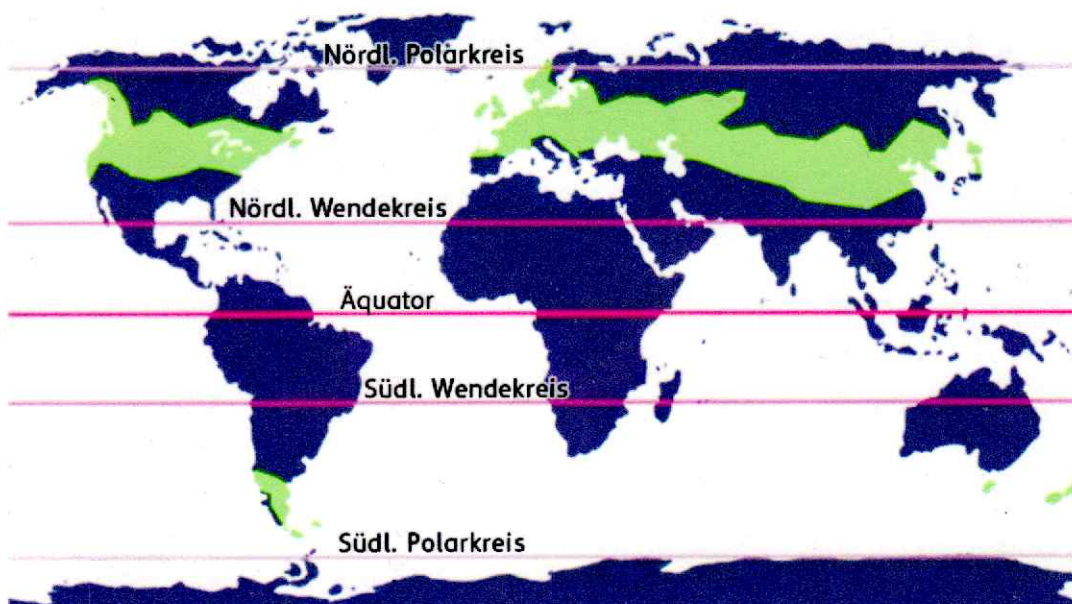 Nördl. Polarkreis
Nördl. Wendekreis
Äquator
Südl. Wendekreis
Südl. Polarkreis